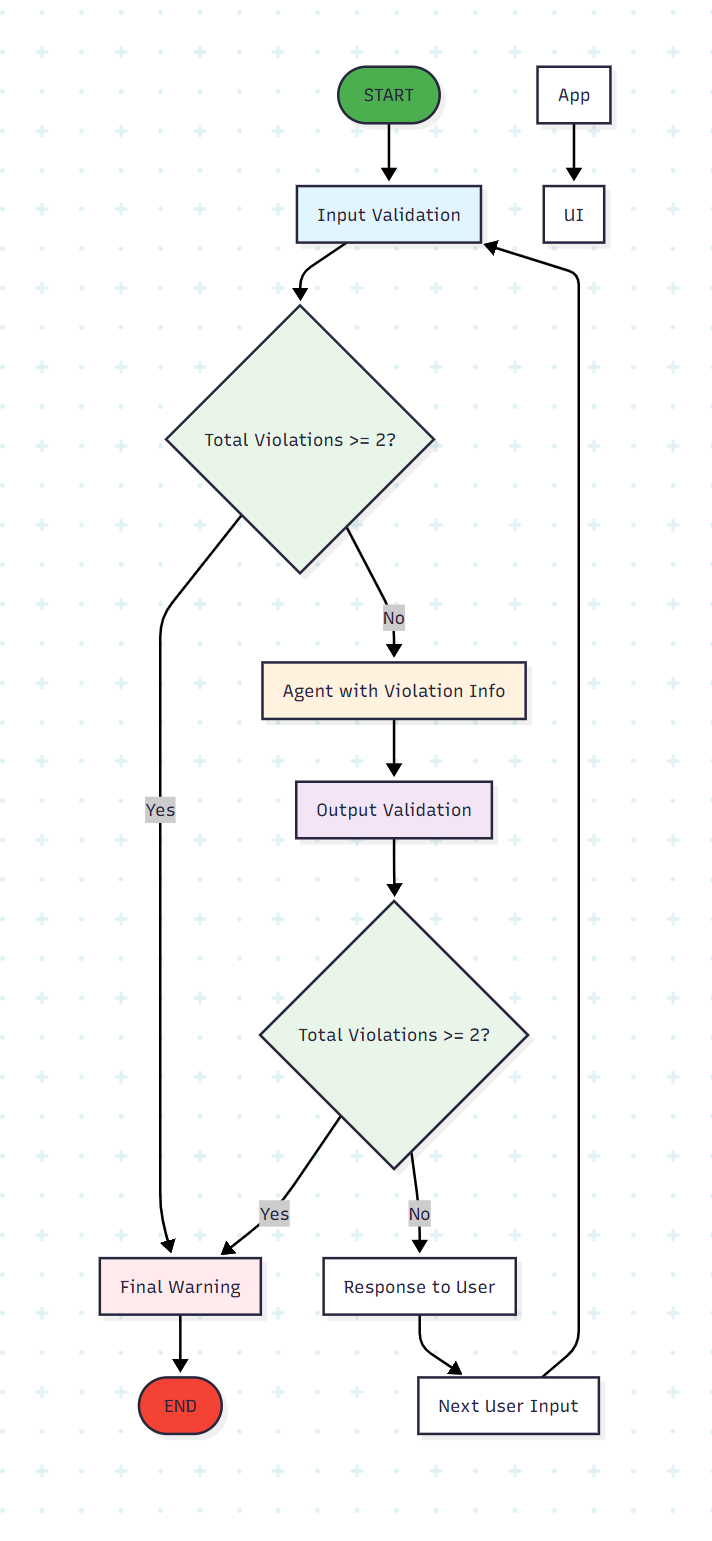 START
App
Input Validation
UI
Total Violations >= 2?
No
Agent with Violation Info
Yes
Output Validation
Total Violations >= 2?
Yes
No
Final Warning
Response to User
END
Next User Input